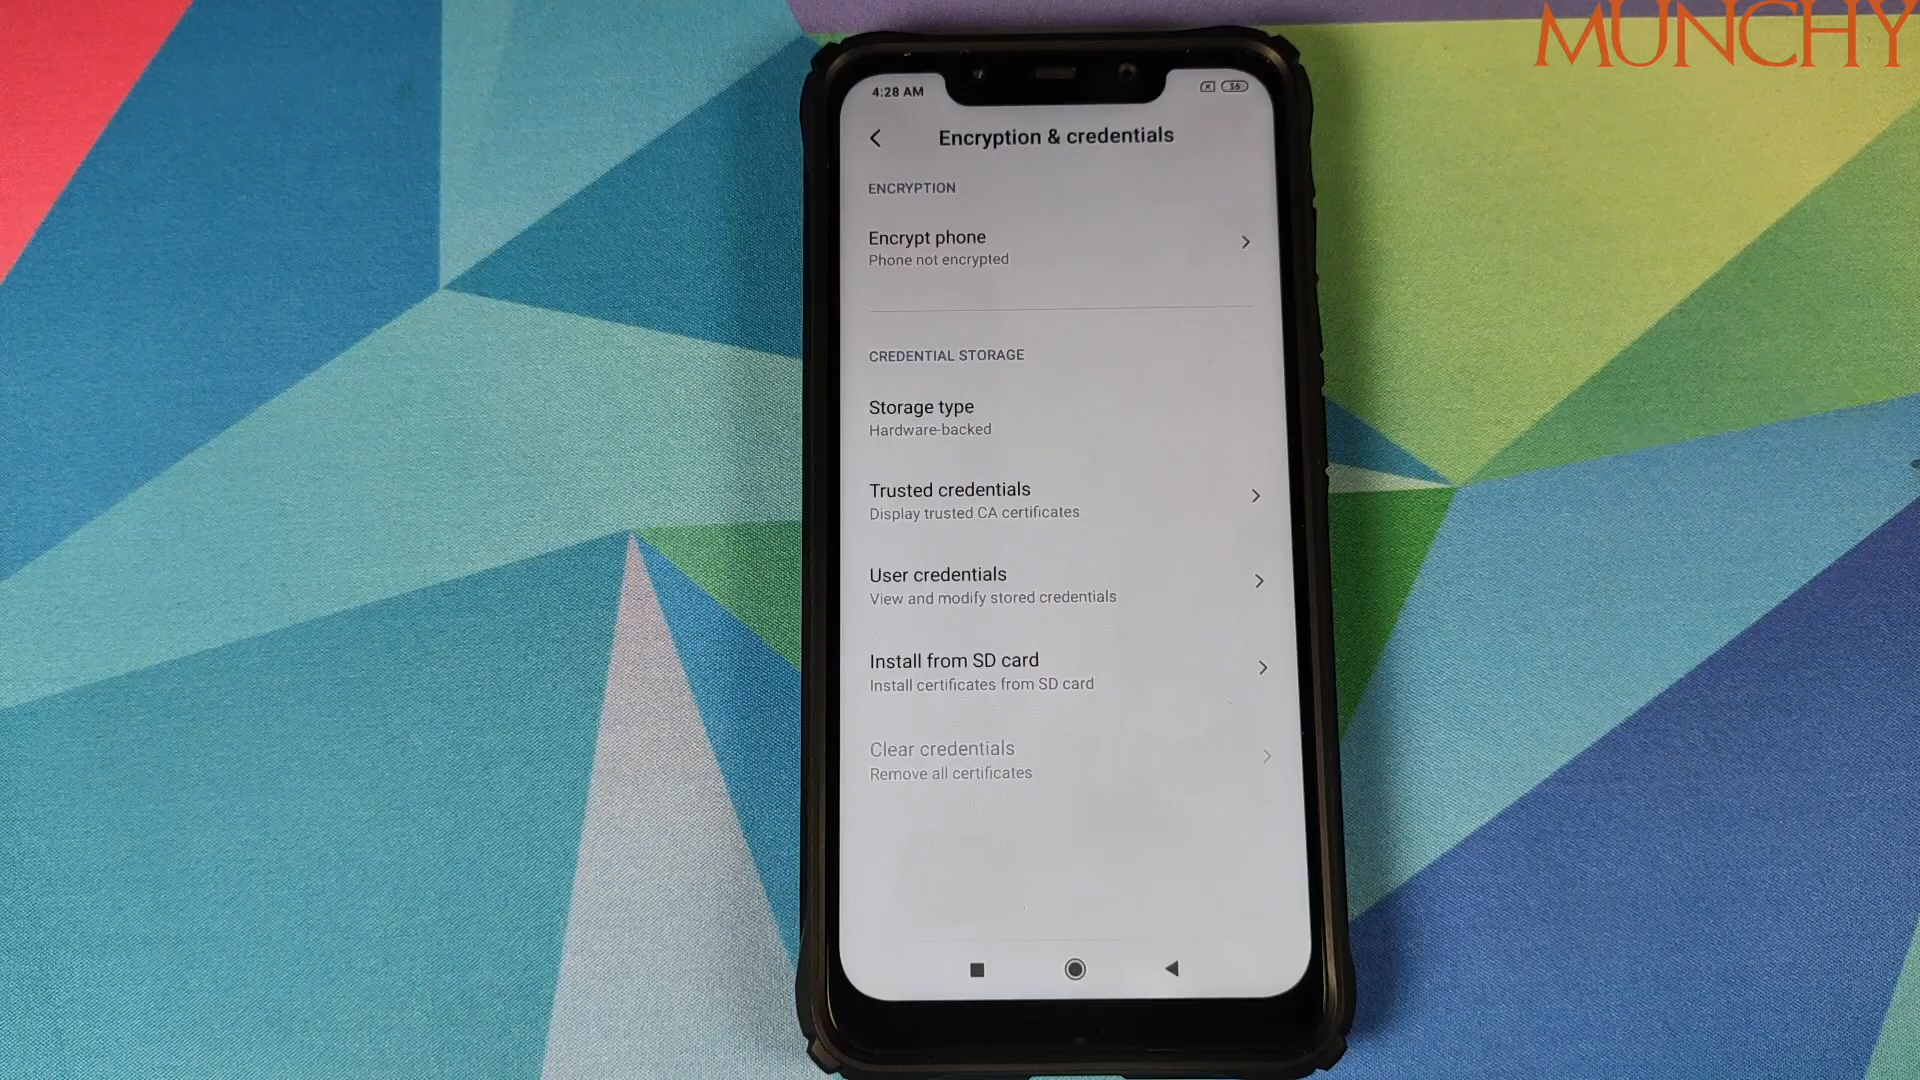 MUNCHY
4:28 AM
36
Encryption & credentials
ENCRYPTION
Encrypt phone
Phone not encrypted
CREDENTIAL STORAGE
Storage type
Hardware-backed
Trusted credentials
Display trusted CA certificates
User credentials
View and modify stored credentials
Install from SD card
Install certificates from SD card
Clear credentials
Remove all certificates